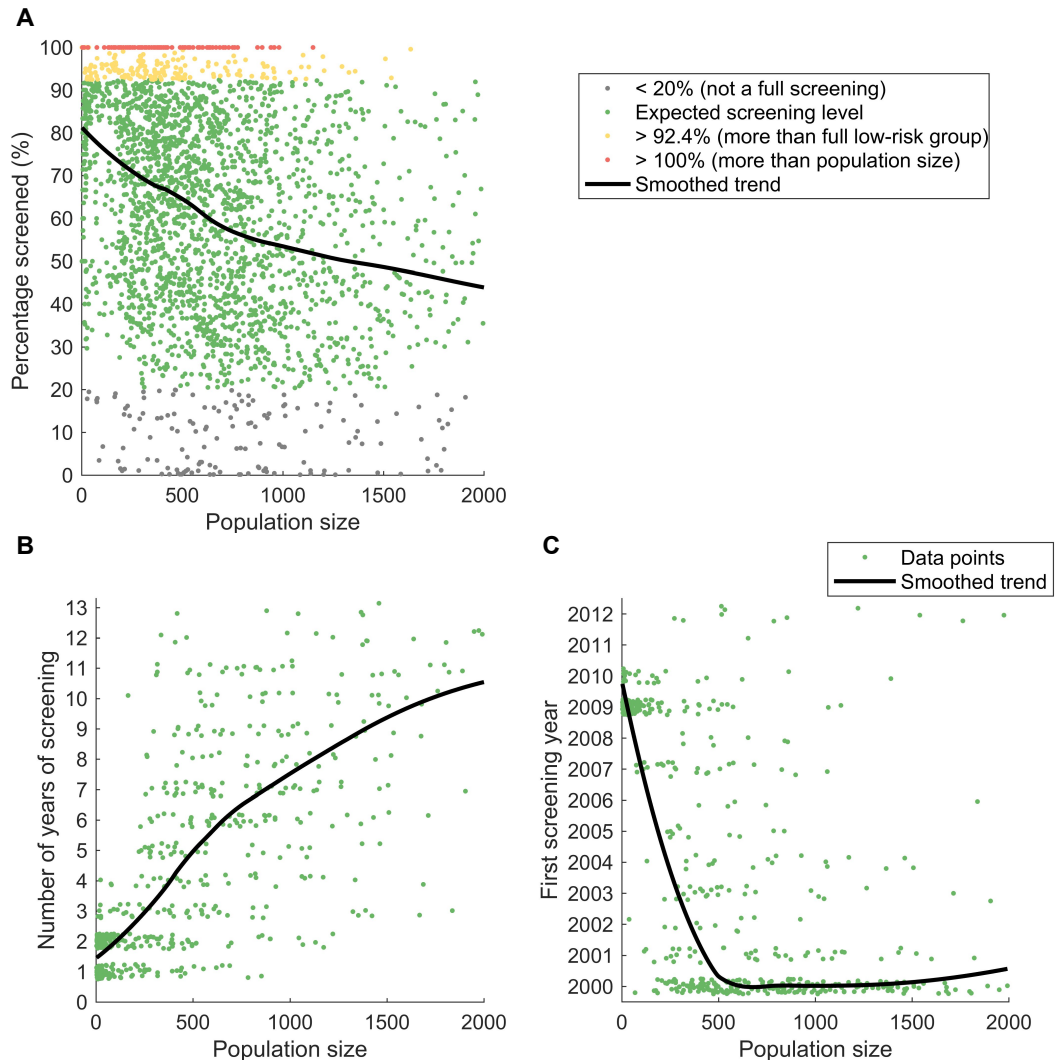 A
100
90
80
70
60
50
40
30
20
10
0
Percentage screened (%)
0 500 1000 1500 2000
Population size
< 20% (not a full screening)
Expected screening level
> 92.4% (more than full low-risk group)
> 100% (more than population size)
Smoothed trend
B
13
12
11
10
9
8
7
6
5
4
3
2
1
0
Number of years of screening
0 500 1000 1500 2000
Population size
C
Data points
Smoothed trend
2012
2011
2010
2009
2008
2007
2006
2005
2004
2003
2002
2001
2000
First screening year
0 500 1000 1500 2000
Population size